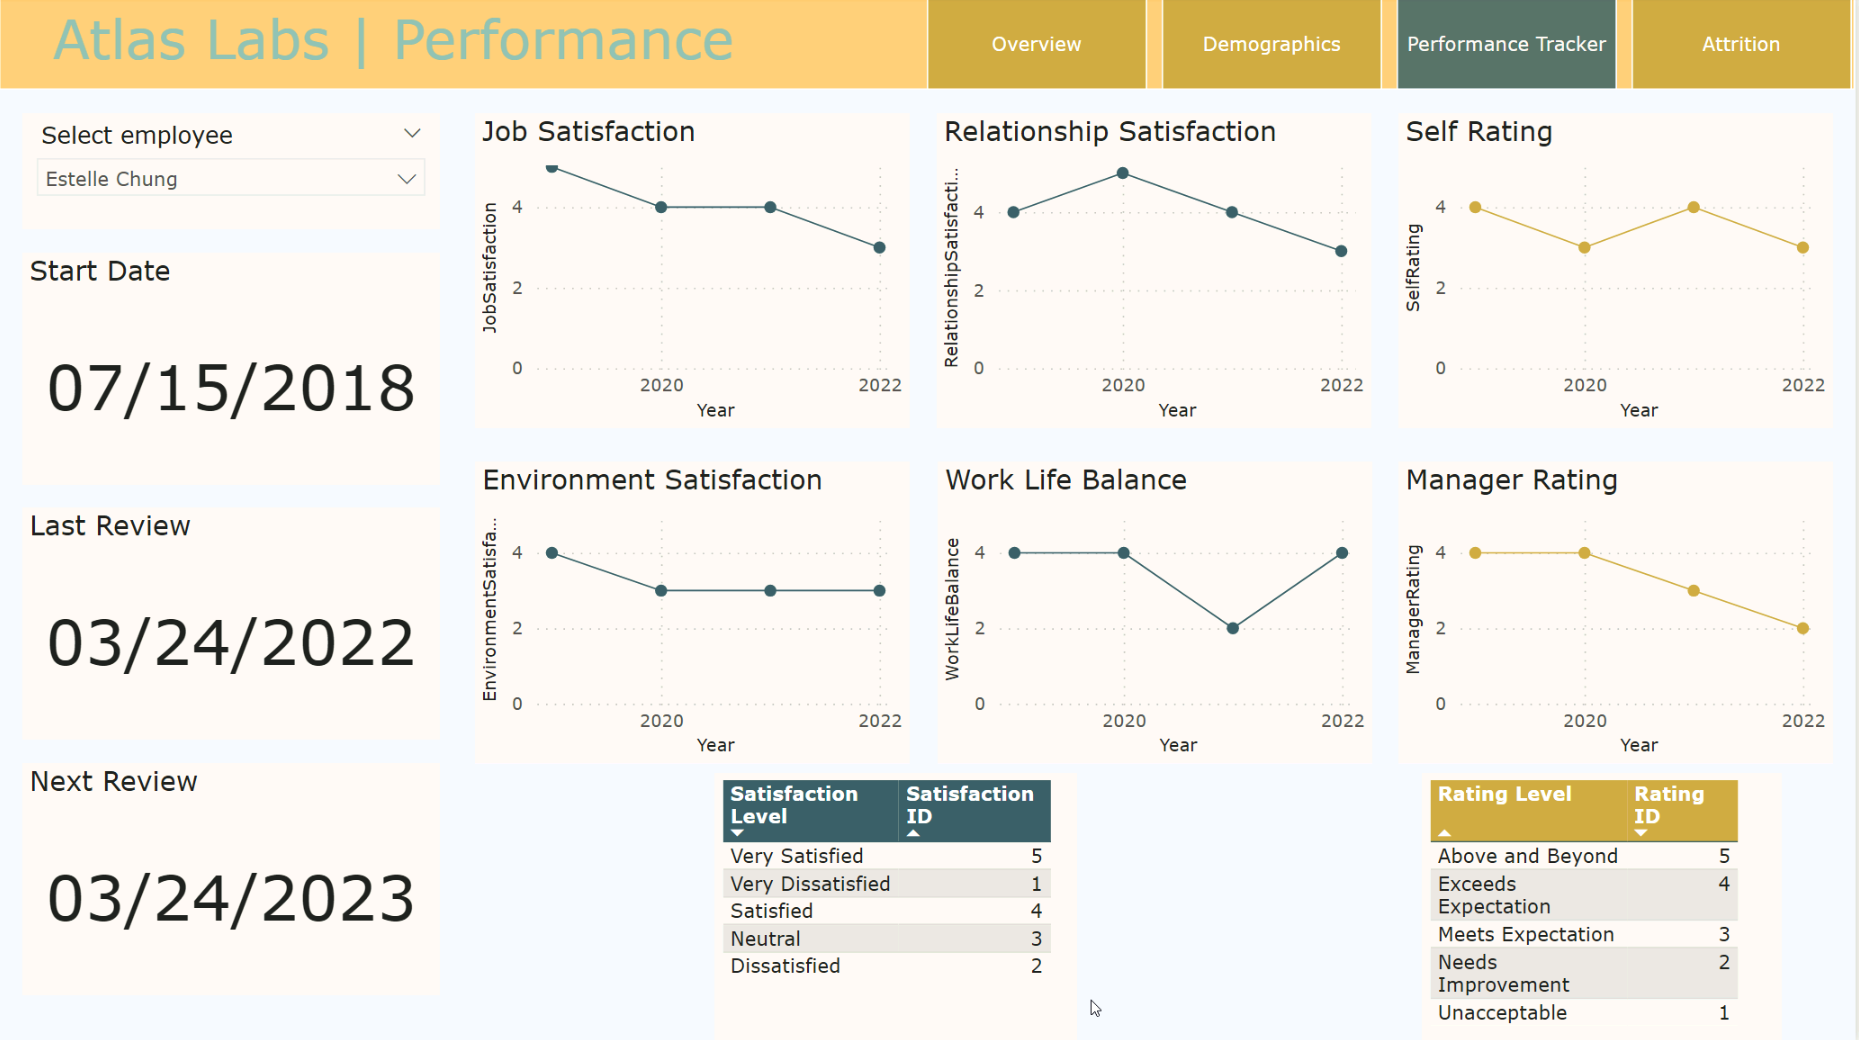 Atlas Labs | Performance
Overview
Demographics
Performance Tracker
Attrition
Select employee
Estelle Chung
Start Date
07/15/2018
Last Review
03/24/2022
Next Review
03/24/2023
Job Satisfaction
JobSatisfaction
4
2
0
2020 2022
Year
Relationship Satisfaction
RelationshipSatisfacti...
4
2
0
2020 2022
Year
Self Rating
SelfRating
4
2
0
2020 2022
Year
Environment Satisfaction
EnvironmentSatisfa...
4
2
0
2020 2022
Year
Work Life Balance
WorkLifeBalance
4
2
0
2020 2022
Year
Manager Rating
ManagerRating
4
2
0
2020 2022
Year
Satisfaction Satisfaction
Level ID
Very Satisfied 5
Very Dissatisfied 1
Satisfied 4
Neutral 3
Dissatisfied 2
Rating Level Rating
ID
Above and Beyond 5
Exceeds 4
Expectation
Meets Expectation 3
Needs 2
Improvement
Unacceptable 1